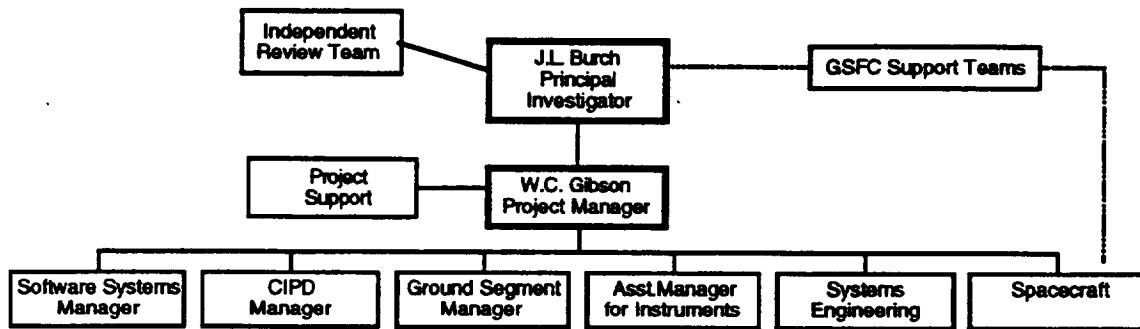 Independent
Review Team
J.L. Burch
Principal
Investigator
GSFC Support Teams
Project
Support
W.C. Gibson
Project Manager
Software Systems
Manager
CIPD
Manager
Ground Segment
Manager
Asst.Manager
for Instruments
Systems
Engineering
Spacecraft